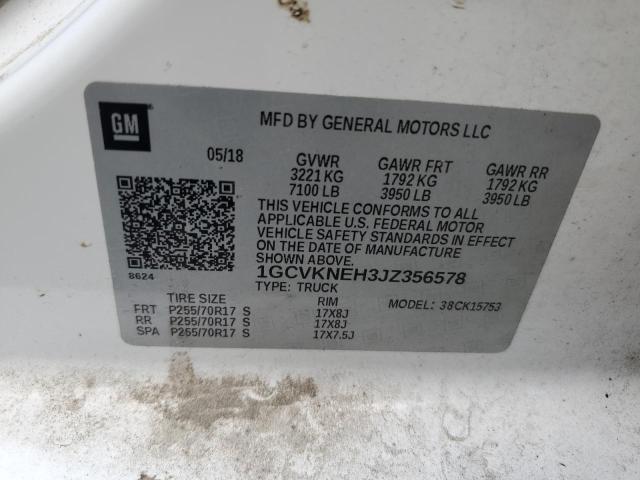 GM
MFD BY GENERAL MOTORS LLC
05/18 GVWR GAWR FRT GAWR RR
3221 KG 1792 KG 1792 KG
7100 LB 3950 LB 3950 LB
THIS VEHICLE CONFORMS TO ALL
APPLICABLE U.S. FEDERAL MOTOR
VEHICLE SAFETY STANDARDS IN EFFECT
ON THE DATE OF MANUFACTURE
SHOWN ABOVE.
8624 1GCVKNEH3JZ356578
TYPE: TRUCK
TIRE SIZE RIM MODEL: 38CK15753
FRT P255/70R17 S 17X8J
RR P255/70R17 S 17X8J
SPA P255/70R17 S 17X7.5J